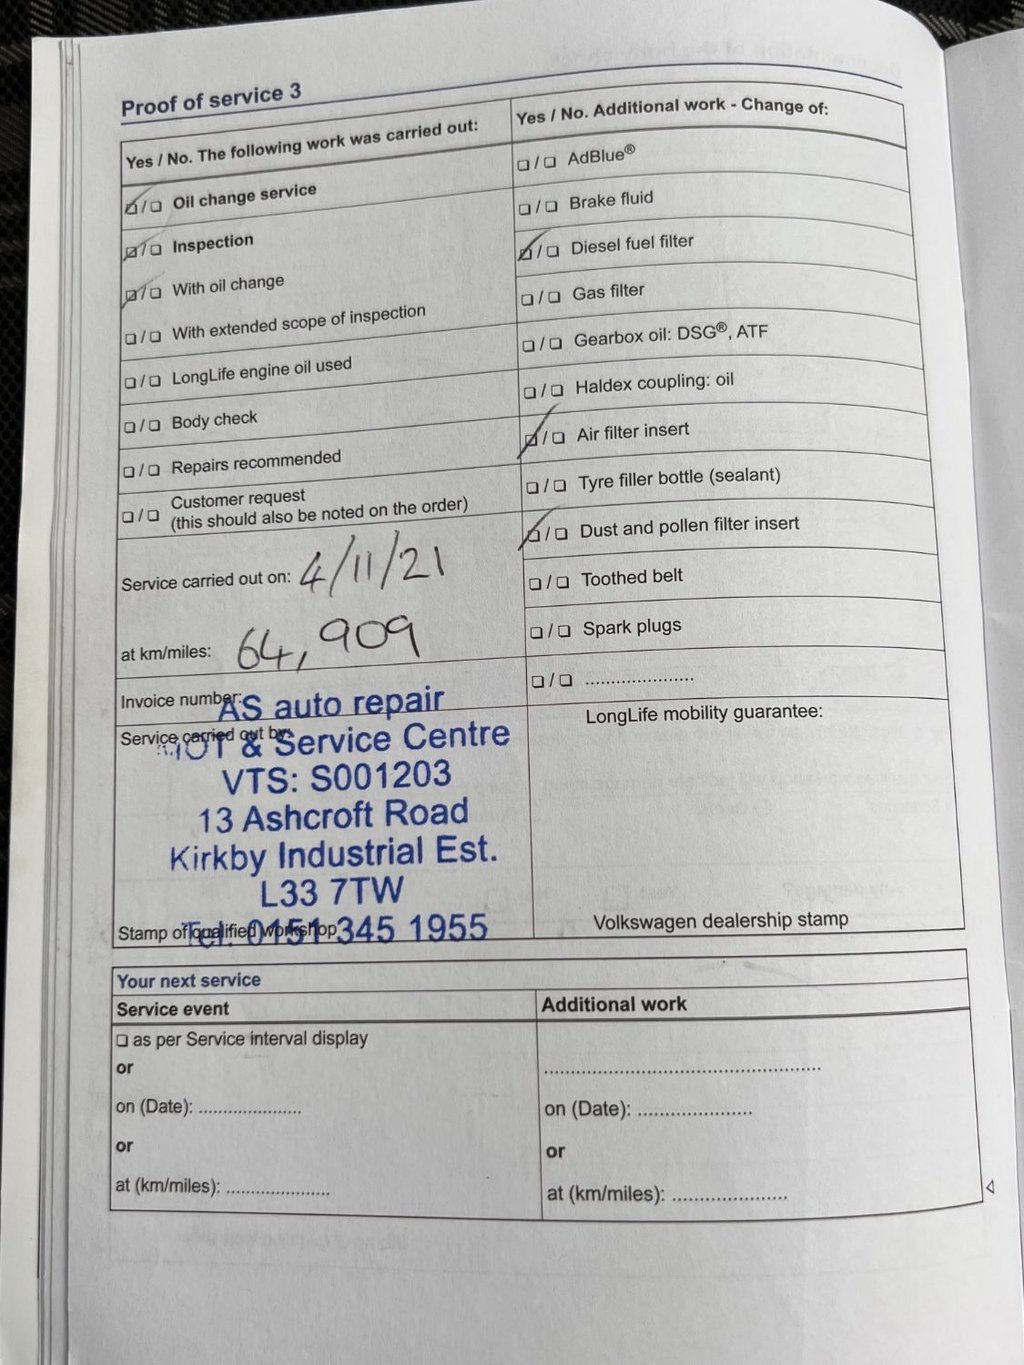 Proof of service 3
Yes / No. The following work was carried out:
Oil change service
Inspection
With oil change
With extended scope of inspection
LongLife engine oil used
Body check
Repairs recommended
Customer request
(this should also be noted on the order)
Service carried out on: 4/11/21
at km/miles: 64,909
Invoice number:
AS auto repair
Service carried out by:
MOT & Service Centre
VTS: S001203
13 Ashcroft Road
Kirkby Industrial Est.
L33 7TW
Tel: 0151 345 1955
Stamp of qualified workshop
Yes / No. Additional work - Change of:
AdBlue®
Brake fluid
Diesel fuel filter
Gas filter
Gearbox oil: DSG®, ATF
Haldex coupling: oil
Air filter insert
Tyre filler bottle (sealant)
Dust and pollen filter insert
Toothed belt
Spark plugs
LongLife mobility guarantee:
Volkswagen dealership stamp
Your next service
Service event
as per Service interval display
or
on (Date): .....................
or
at (km/miles): .....................
Additional work
on (Date): .....................
or
at (km/miles): .....................